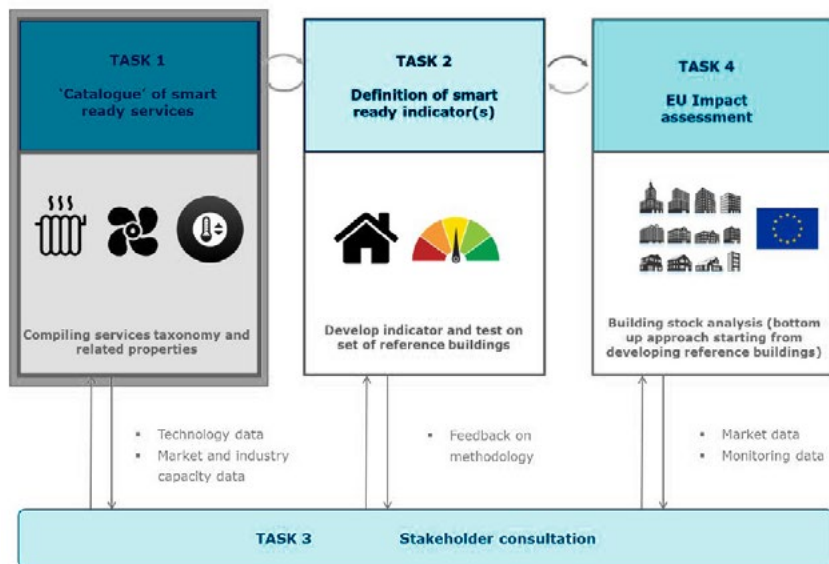 TASK 1
‘Catalogue’ of smart
ready services
Compiling services taxonomy and
related properties
TASK 2
Definition of smart
ready indicator(s)
Develop indicator and test on
set of reference buildings
TASK 4
EU Impact
assessment
Building stock analysis (bottom
up approach starting from
developing reference buildings)
▪ Technology data
▪ Market and industry
capacity data
▪ Feedback on
methodology
▪ Market data
▪ Monitoring data
TASK 3 Stakeholder consultation